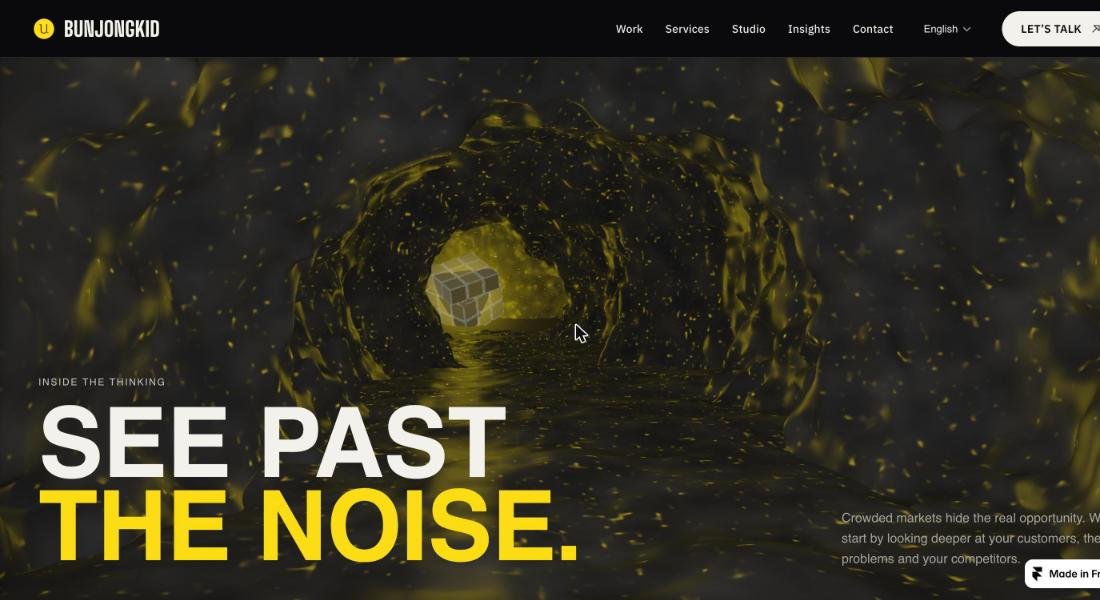 BUNJONGKID
Work Services Studio Insights Contact English LET'S TALK
INSIDE THE THINKING
SEE PAST
THE NOISE.
Crowded markets hide the real opportunity.
start by looking deeper at your customers,
problems and your competitors.
Made in